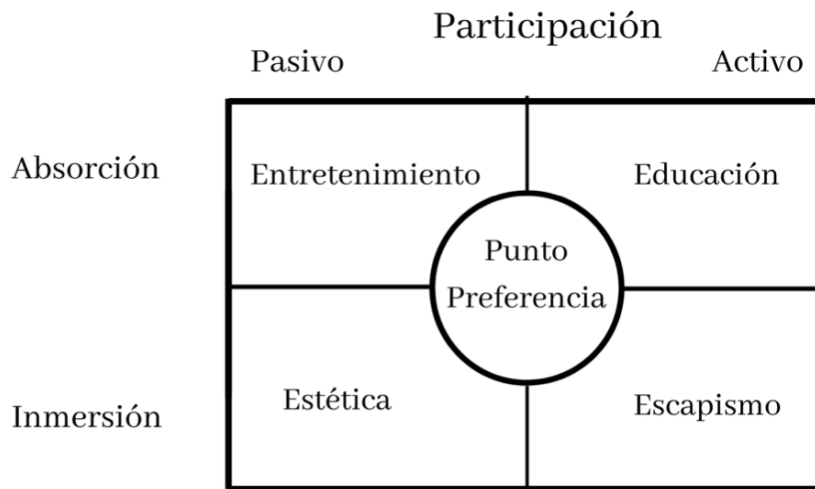 Participación
Pasivo Activo
Absorción
Entretenimiento Educación
Punto
Preferencia
Inmersión
Estética Escapismo